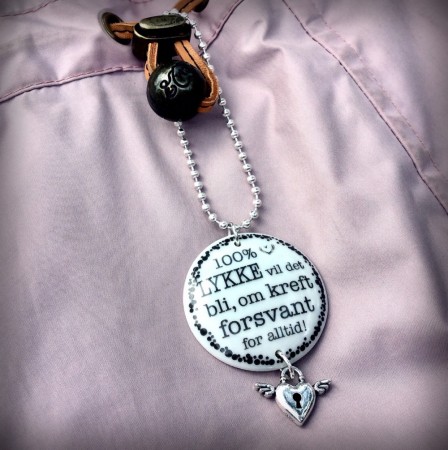 100%
LYKKE vil det
bli, om kreft
forsvant
for alltid!